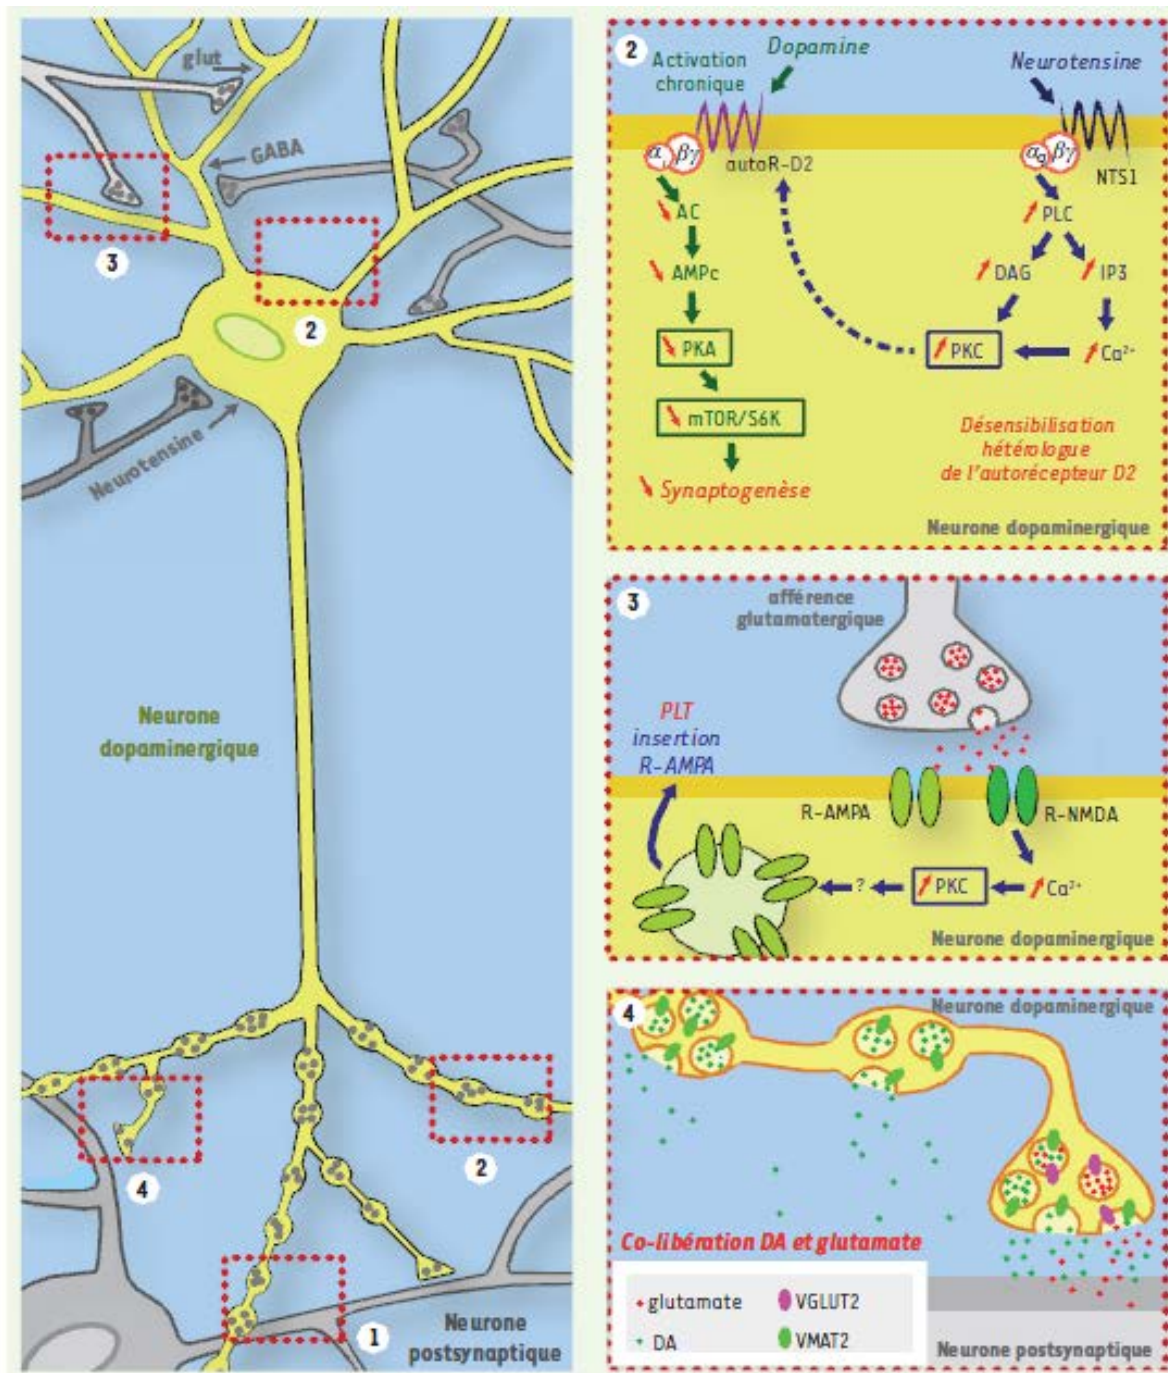 glut
GABA
3
2
Neurotensine
Neurone
dopaminergique
4
2
1
Neurone
postsynaptique
2
Activation
chronique
Dopamine
Neurotensine
αi βγ
autoR-D2
αq βγ
NTS1
AC
PLC
AMPc
DAG
IP3
PKA
PKC
Ca²⁺
mTOR/S6K
Synaptogenèse
Désensibilisation
hétérologue
de l'autorécepteur D2
Neurone dopaminergique
3
afférence
glutamatergique
PLT
insertion
R-AMPA
R-AMPA
R-NMDA
?
PKC
Ca²⁺
Neurone dopaminergique
4
Neurone dopaminergique
Co-libération DA et glutamate
glutamate
VGLUT2
DA
VMAT2
Neurone postsynaptique